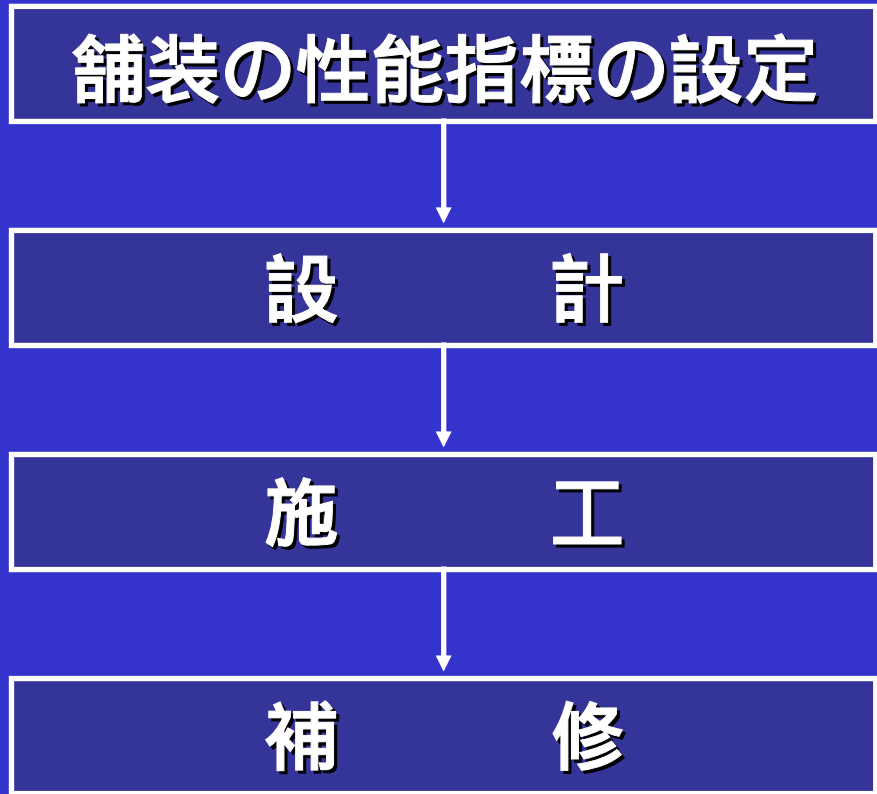 舗装の性能指標の設定
設　　　計
施　　　工
補　　　修